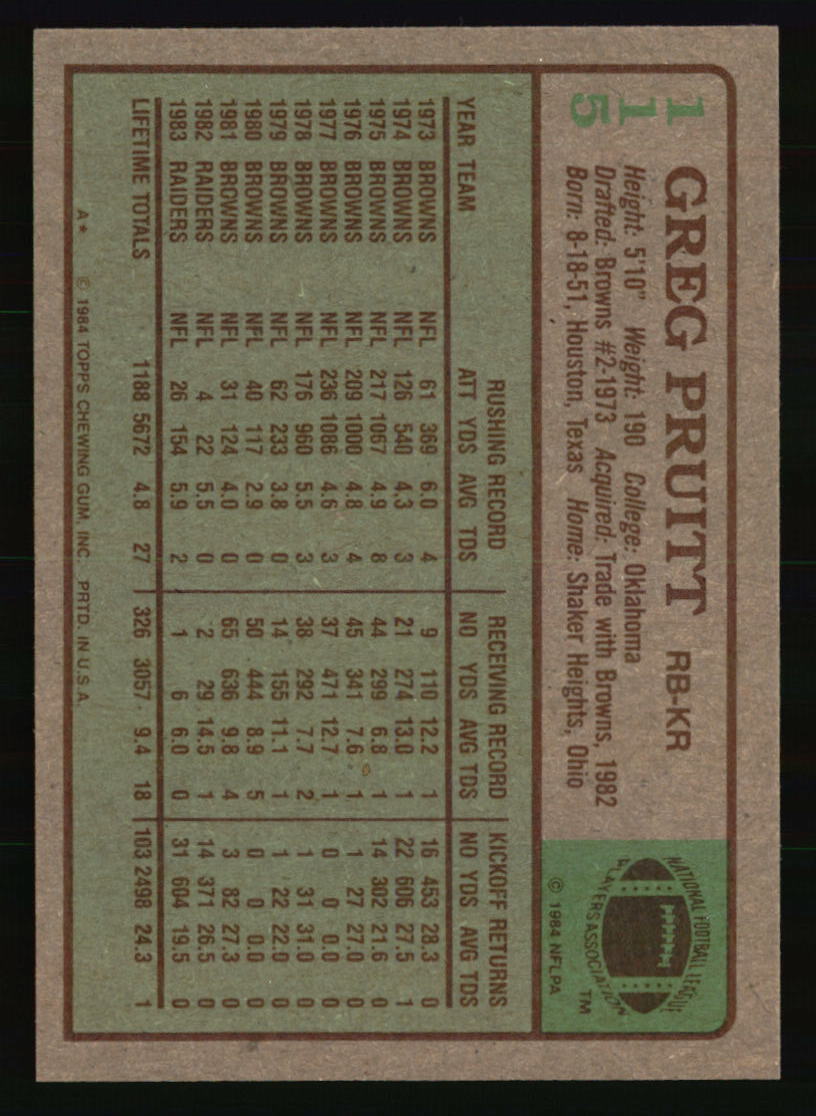 115
GREG PRUITT RB-KR
Height: 5'10" Weight: 190 College: Oklahoma
Drafted: Browns #2-1973 Acquired: Trade with Browns, 1982
Born: 8-18-51, Houston, Texas Home: Shaker Heights, Ohio
NATIONAL FOOTBALL LEAGUE
PLAYERS ASSOCIATION
TM
© 1984 NFLPA
RUSHING RECORD RECEIVING RECORD KICKOFF RETURNS
YEAR TEAM ATT YDS AVG TDS NO YDS AVG TDS NO YDS AVG TDS
1973 BROWNS NFL 61 369 6.0 4 9 110 12.2 1 16 453 28.3 0
1974 BROWNS NFL 126 540 4.3 3 21 274 13.0 1 22 606 27.5 1
1975 BROWNS NFL 217 1067 4.9 8 44 299 6.8 1 14 302 21.6 0
1976 BROWNS NFL 209 1000 4.8 4 45 341 7.6 1 1 27 27.0 0
1977 BROWNS NFL 236 1086 4.6 3 37 471 12.7 1 0 0 0.0 0
1978 BROWNS NFL 176 960 5.5 3 38 292 7.7 2 1 31 31.0 0
1979 BROWNS NFL 62 233 3.8 0 14 155 11.1 1 1 22 22.0 0
1980 BROWNS NFL 40 117 2.9 0 50 444 8.9 5 0 0 0.0 0
1981 BROWNS NFL 31 124 4.0 0 65 636 9.8 4 3 82 27.3 0
1982 RAIDERS NFL 4 22 5.5 0 2 29 14.5 1 14 371 26.5 0
1983 RAIDERS NFL 26 154 5.9 2 1 6 6.0 0 31 604 19.5 0
LIFETIME TOTALS 1188 5672 4.8 27 326 3057 9.4 18 103 2498 24.3 1
A* © 1984 TOPPS CHEWING GUM, INC. PRTD. IN U.S.A.